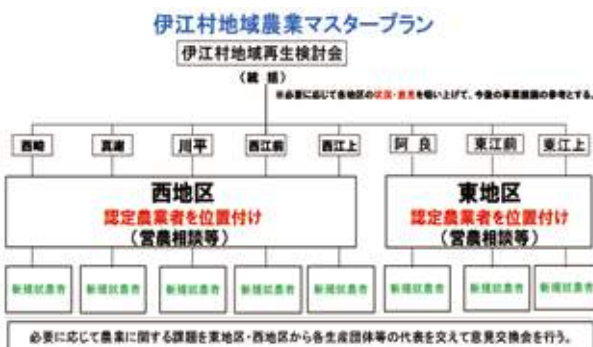 伊江村地域農業マスタープラン
伊江村地域再生検討会
(統括)
※必要に応じて各地区の状況・意見を吸い上げて、今後の事業展開の参考とする。
西崎 真謝 川平 西江前 西江上 阿良 東江前 東江上
西地区 東地区
認定農業者を位置付け 認定農業者を位置付け
(営農相談等) (営農相談等)
新規就農者 新規就農者 新規就農者 新規就農者 新規就農者 新規就農者 新規就農者 新規就農者
必要に応じて農業に関する課題を東地区・西地区から各生産団体等の代表を交えて意見交換会を行う。